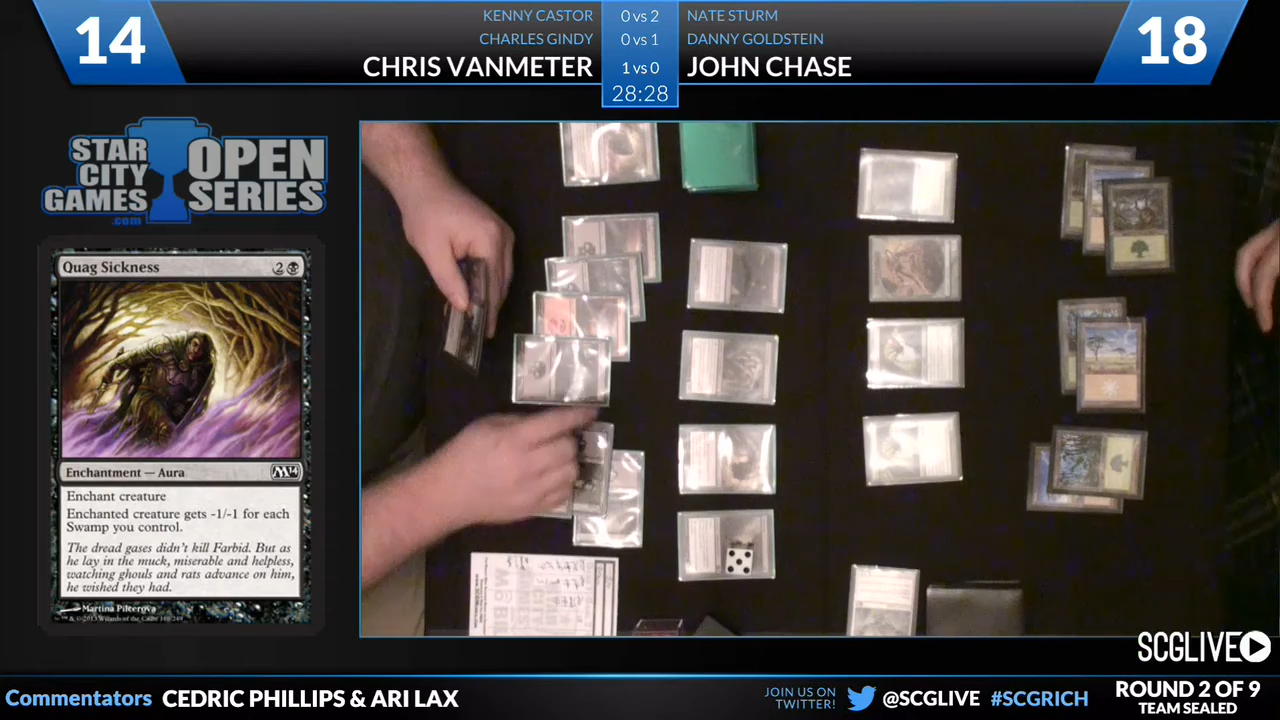 14
KENNY CASTOR 0 vs 2 NATE STURM
CHARLES GINDY 0 vs 1 DANNY GOLDSTEIN
CHRIS VANMETER 1 vs 0 JOHN CHASE
28:28
18
STAR
CITY
GAMES
.com
OPEN
SERIES
Quag Sickness 2
Enchantment — Aura M14
Enchant creature
Enchanted creature gets -1/-1 for each
Swamp you control.
The dread gases didn't kill Farbid. But as
he lay in the muck, miserable and helpless,
watching ghouls and rats advance on him,
he wished they had.
Martina Pilcerova
SCGLIVE
Commentators CEDRIC PHILLIPS & ARI LAX
JOIN US ON
TWITTER!
@SCGLIVE #SCGRICH
ROUND 2 OF 9
TEAM SEALED